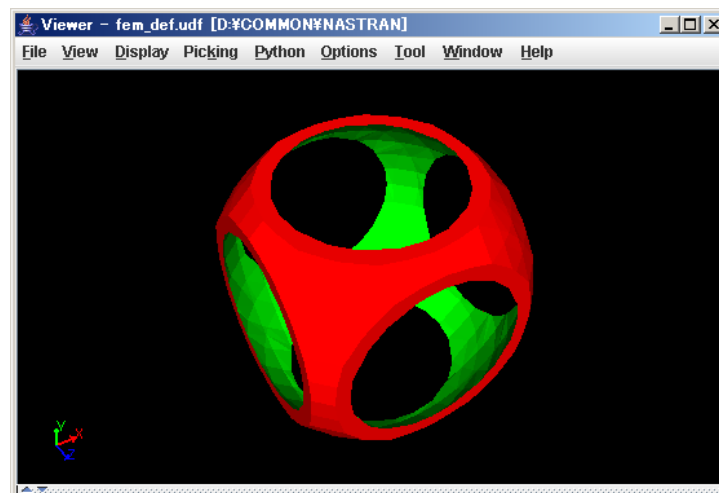 Viewer - fem_def.udf [D:¥COMMON¥NASTRAN]
File View Display Picking Python Options Tool Window Help
Y
X
Z